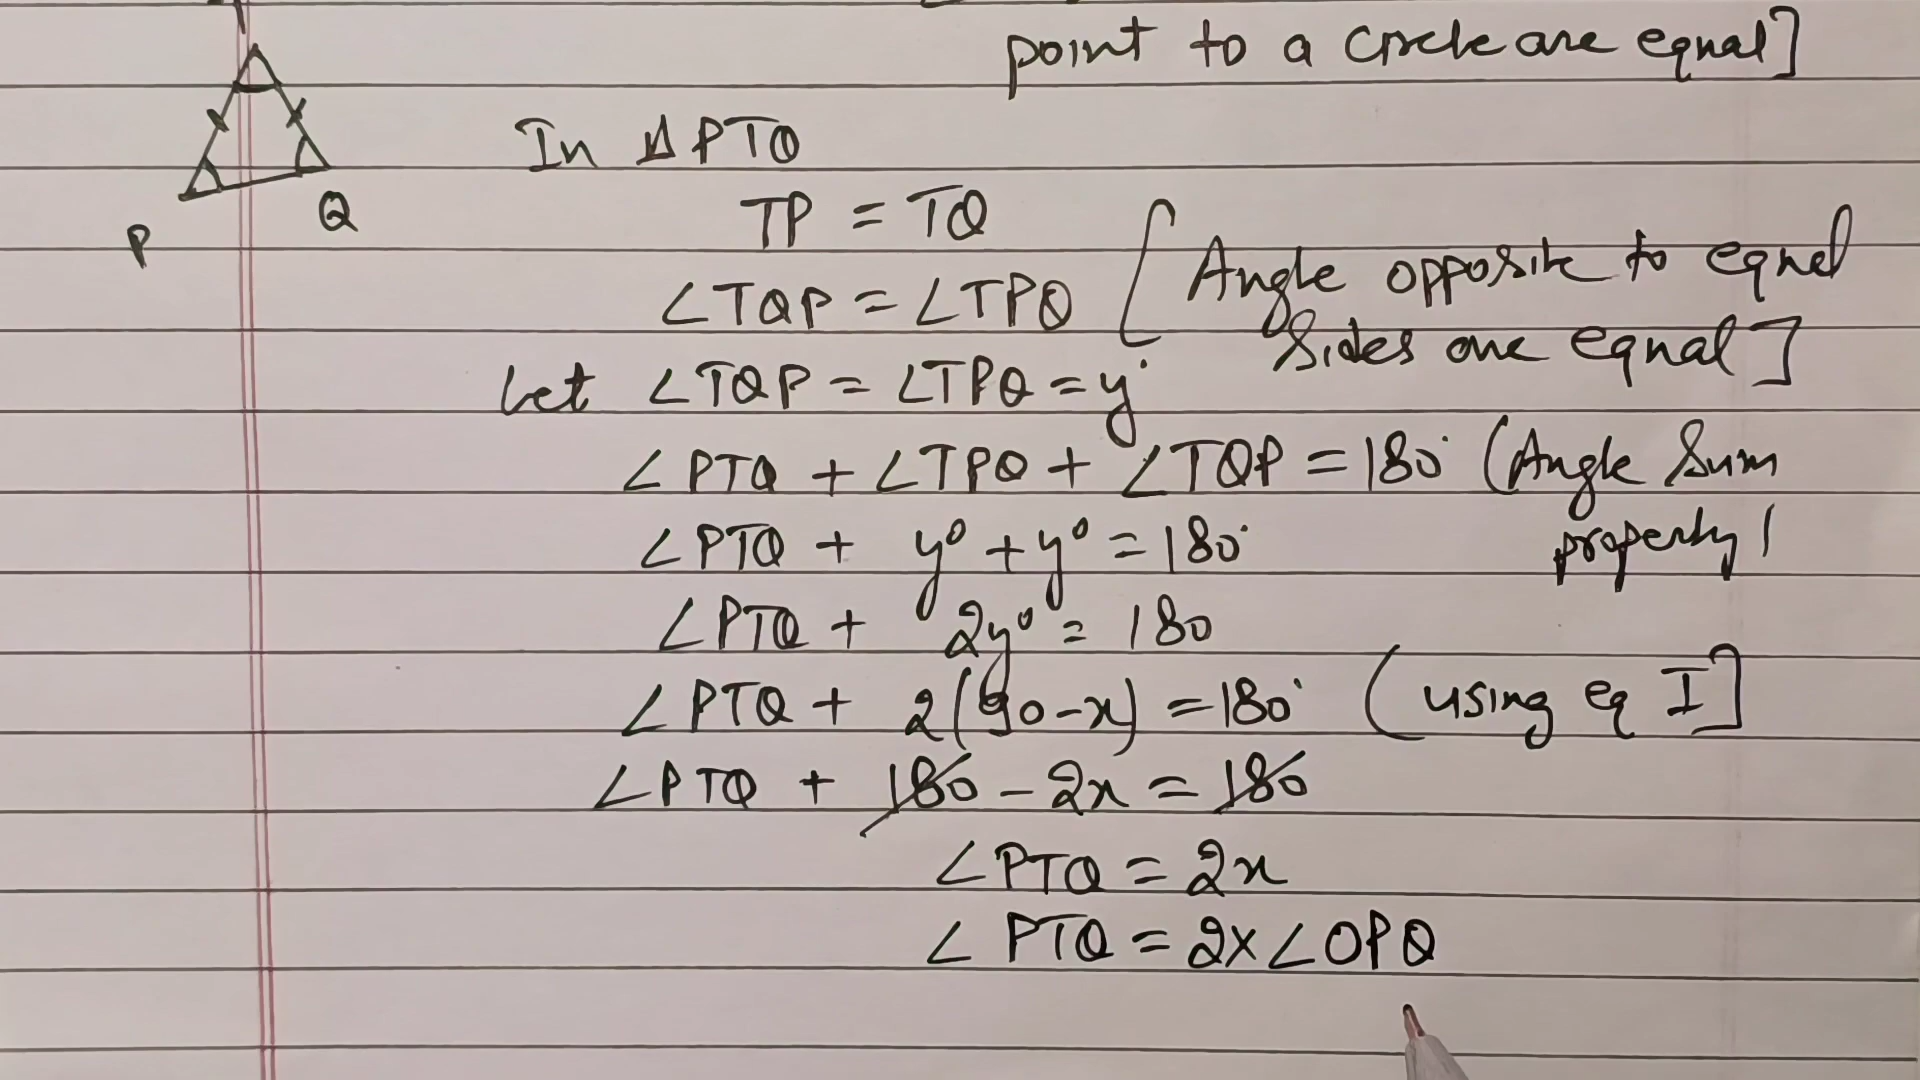 point to a circle are equal]
In △PTQ
P
Q
TP = TQ
∠TQP = ∠TPQ [Angle opposite to equal
sides are equal]
Let ∠TQP = ∠TPQ = y°
∠PTQ + ∠TPQ + ∠TQP = 180° (Angle Sum
property)
∠PTQ + y° + y° = 180°
∠PTQ + 2y° = 180
∠PTQ + 2(90-x) = 180° (using eq I]
∠PTQ + 180 - 2x = 180
∠PTQ = 2x
∠PTQ = 2x∠OPQ